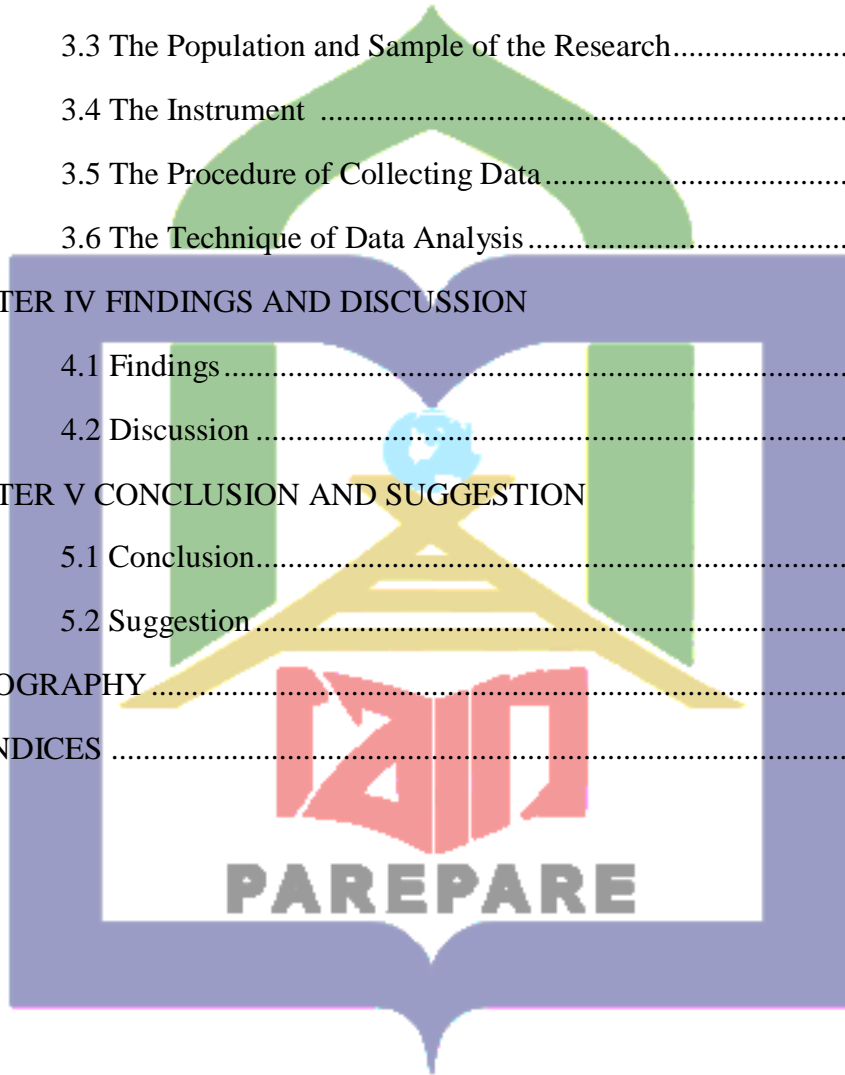 3.3 The Population and Sample of the Research......................
3.4 The Instrument ......................................................................
3.5 The Procedure of Collecting Data........................................
3.6 The Technique of Data Analysis...........................................
TER IV FINDINGS AND DISCUSSION
4.1 Findings..................................................................................
4.2 Discussion..............................................................................
TER V CONCLUSION AND SUGGESTION
5.1 Conclusion.............................................................................
5.2 Suggestion.............................................................................
OGRAPHY....................................................................................
NDICES ........................................................................................
PAREPARE